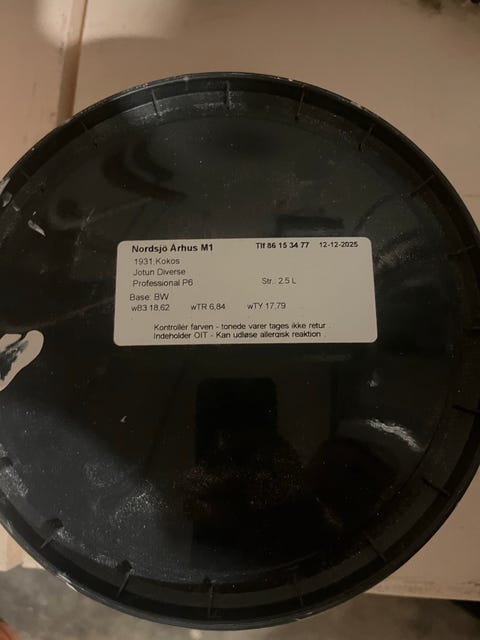 Nordsjö Århus M1 Tlf 86 15 34 77 12-12-2025
1931 Kokos
Jotun Diverse
Professional P6 Str.: 2.5 L
Base: BW
wB3 18,62 wTR 6,84 wTY 17,79
Kontrollér farven - tonede varer tages ikke retur
Indeholder OIT - Kan udløse allergisk reaktion